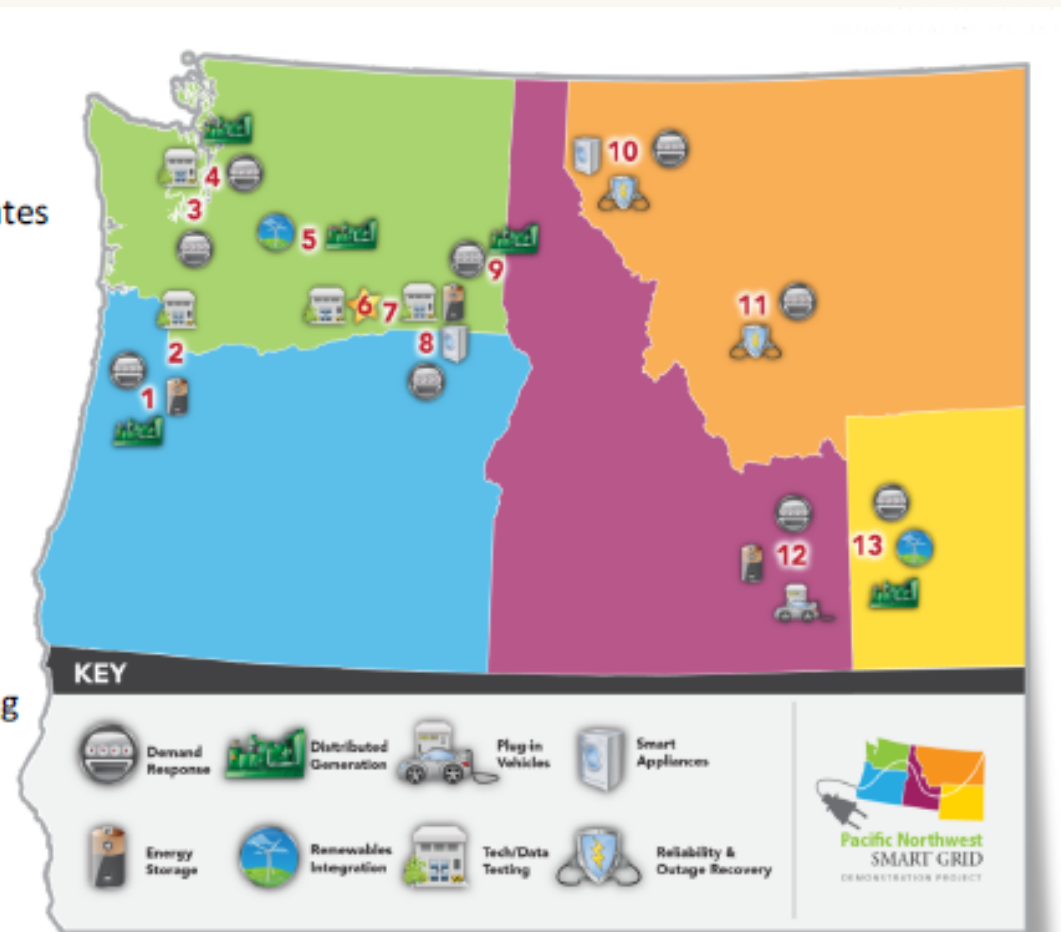 tes
4
3
5
9
6
7
8
2
1
10
11
12
13
g
KEY
Demand
Response
Distributed
Generation
Plug-in
Vehicles
Smart
Appliances
Energy
Storage
Renewables
Integration
Tech/Data
Testing
Reliability &
Outage Recovery
Pacific Northwest
SMART GRID
DEMONSTRATION PROJECT